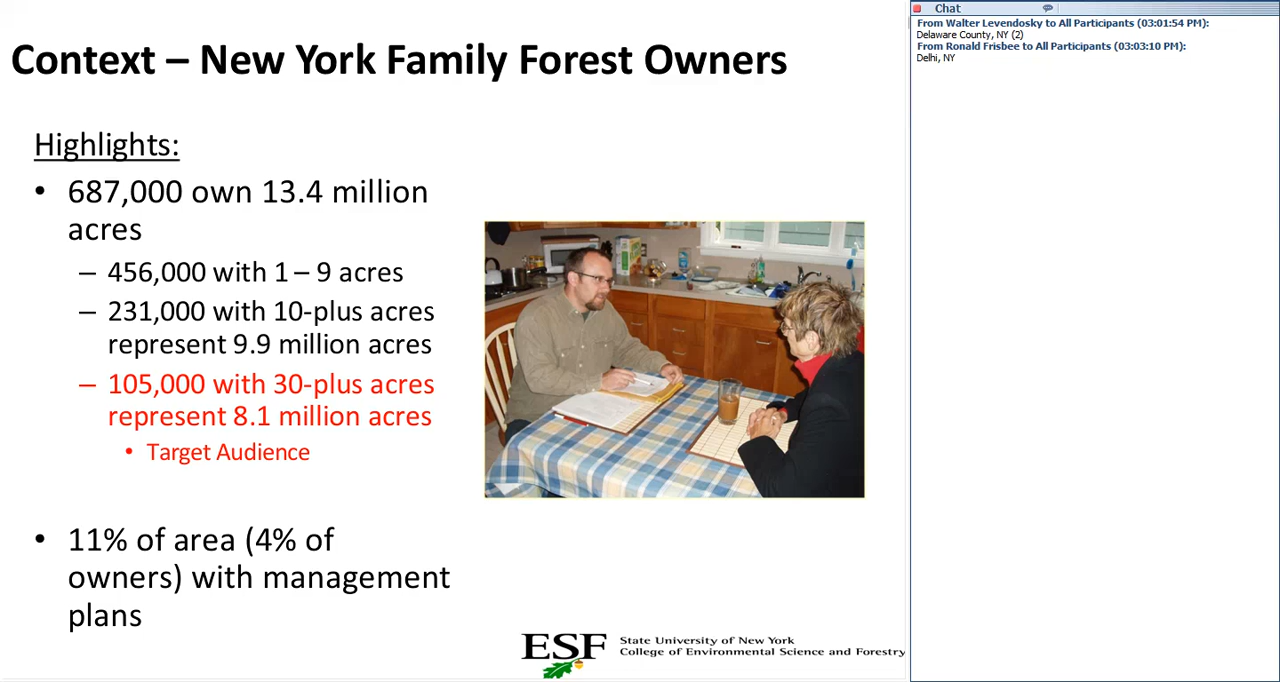 Context – New York Family Forest Owners
Highlights:
• 687,000 own 13.4 million
acres
– 456,000 with 1 – 9 acres
– 231,000 with 10-plus acres
represent 9.9 million acres
– 105,000 with 30-plus acres
represent 8.1 million acres
• Target Audience
• 11% of area (4% of
owners) with management
plans
ESF
State University of New York
College of Environmental Science and Forestry
Chat
From Walter Levendosky to All Participants (03:01:54 PM):
Delaware County, NY (2)
From Ronald Frisbee to All Participants (03:03:10 PM):
Delhi, NY